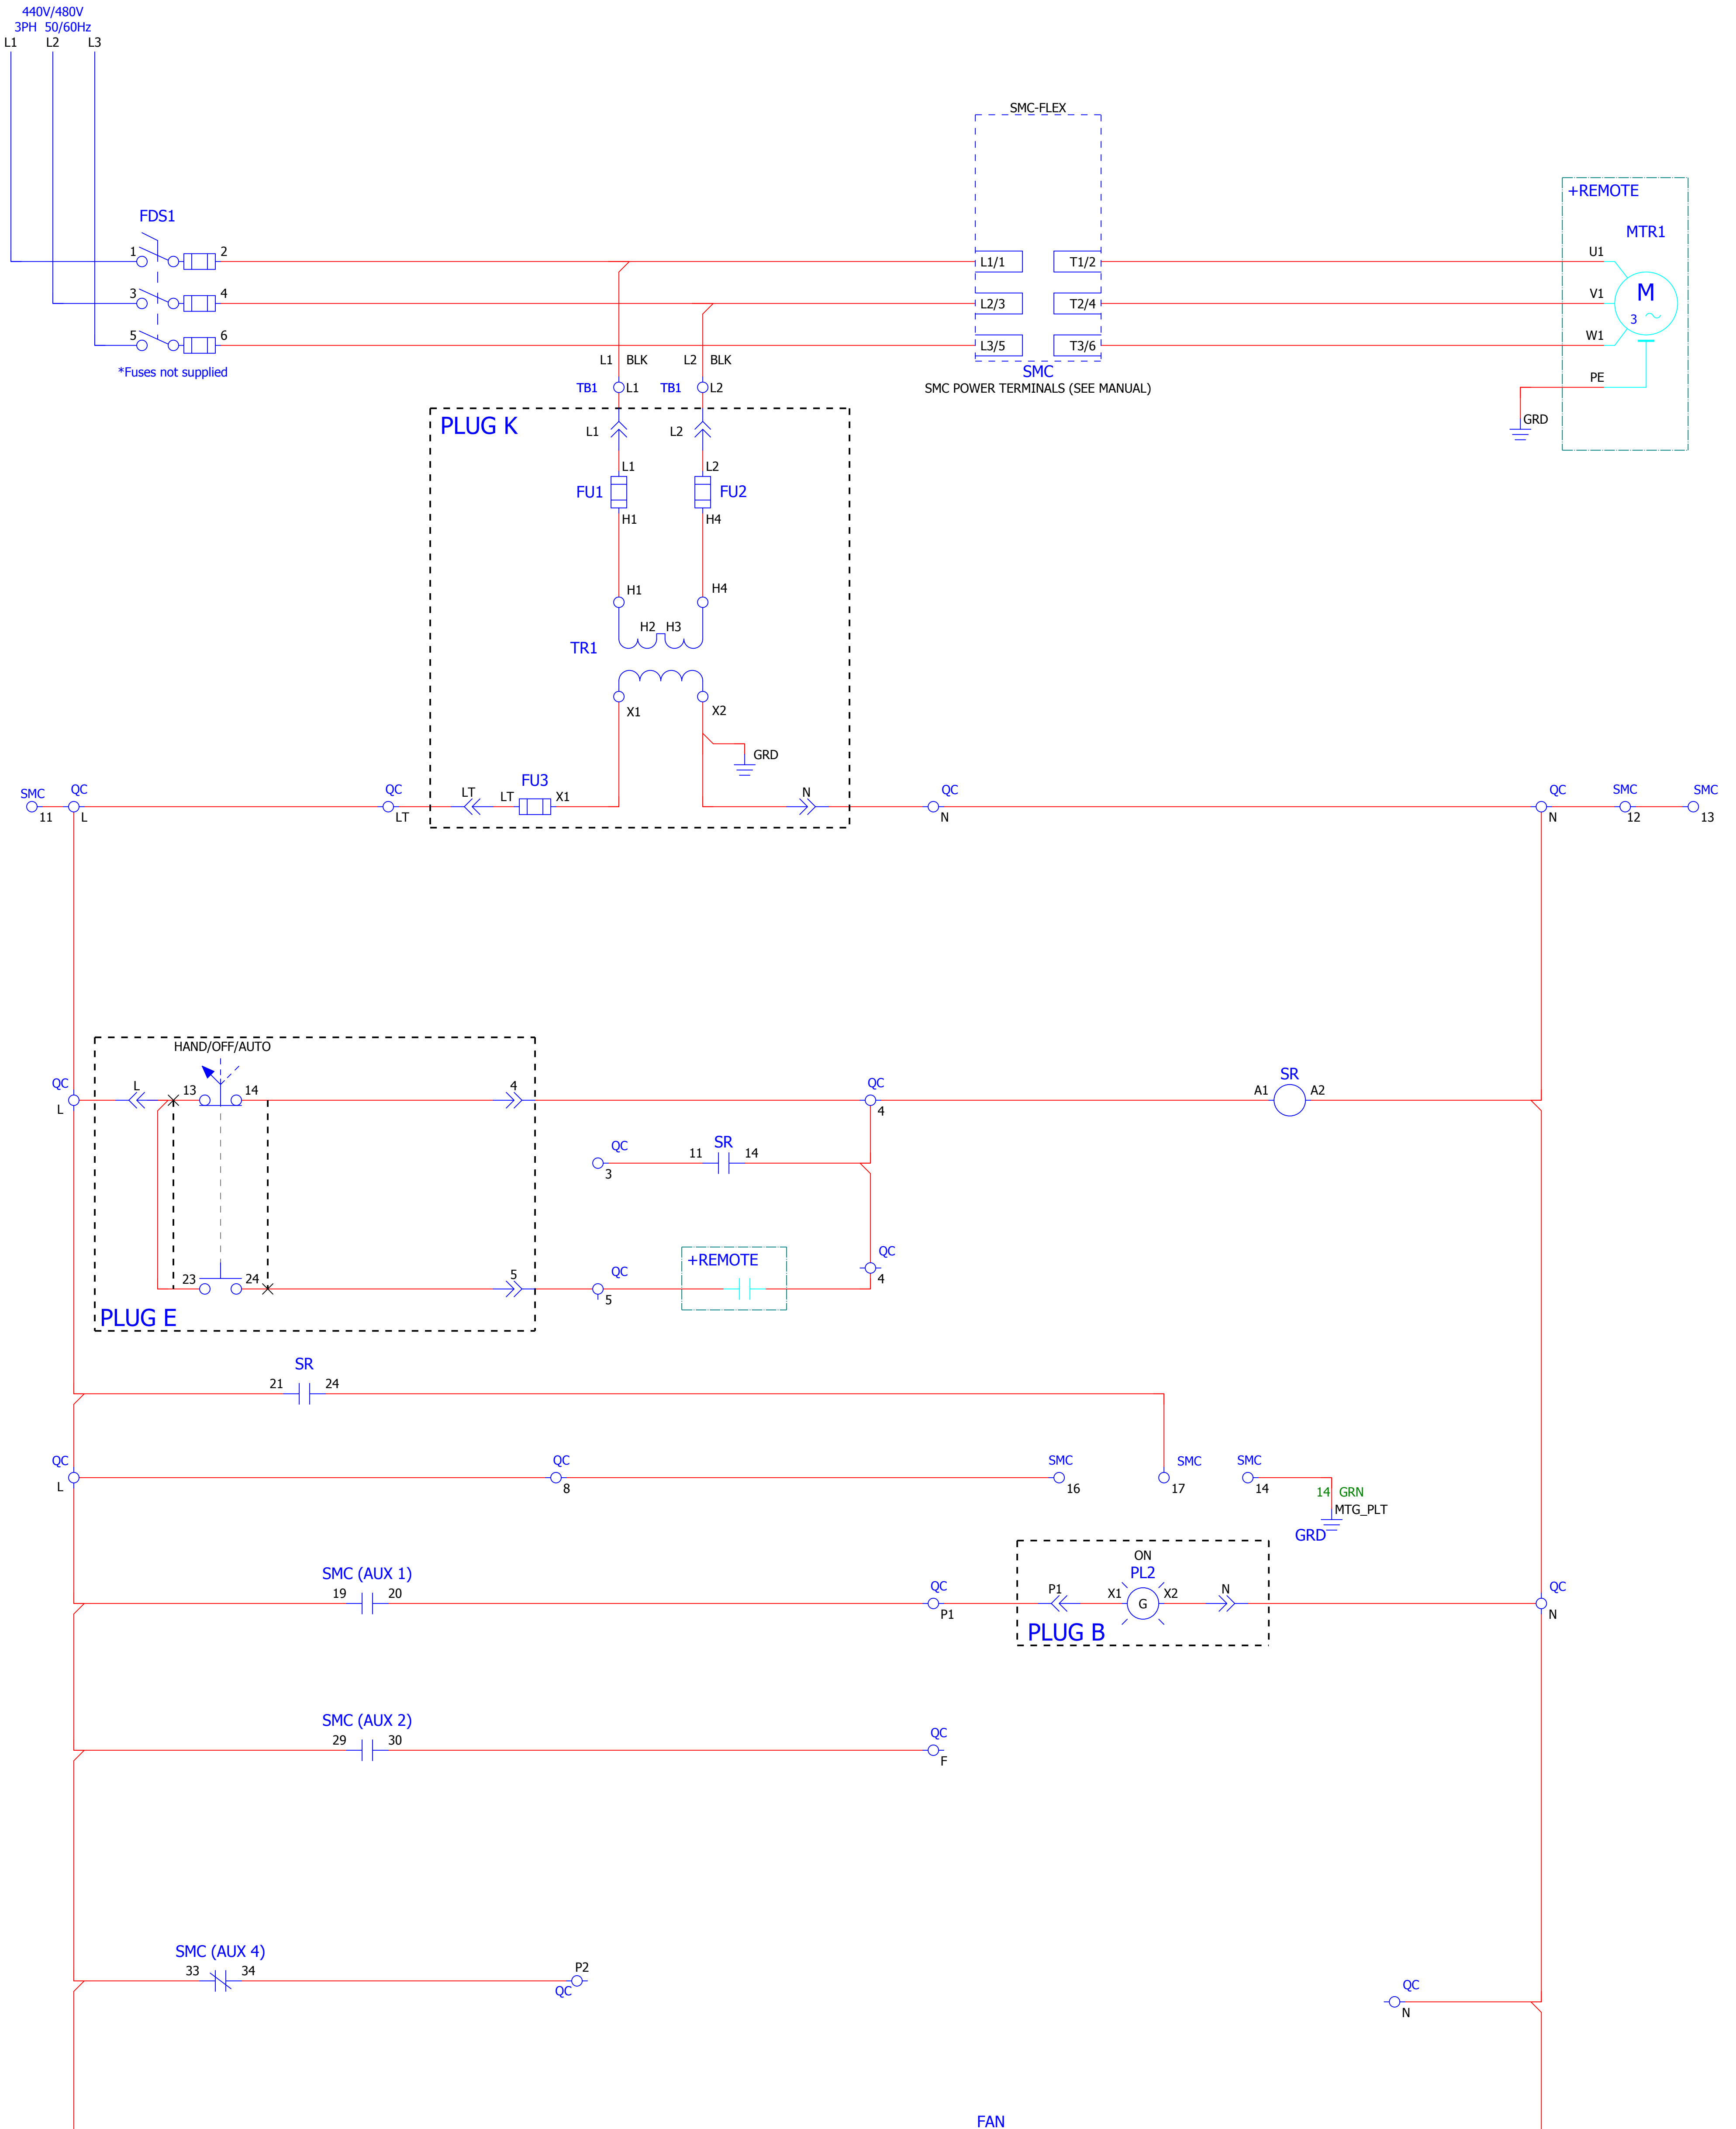 440V/480V
3PH 50/60Hz
L1 L2 L3
SMC-FLEX
+REMOTE
FDS1
MTR1
1 2
L1/1 T1/2
U1
3 4
L2/3 T2/4
V1
M
3
5 6
L3/5 T3/6
W1
*Fuses not supplied
L1 BLK L2 BLK
SMC
SMC POWER TERMINALS (SEE MANUAL)
PE
TB1 L1 TB1 L2
GRD
PLUG K
L1 L2
L1 L2
FU1 FU2
H1 H4
H1 H4
H2 H3
TR1
X1 X2
GRD
FU3
SMC QC QC LT LT X1 N QC QC SMC SMC
11 L LT N N 12 13
HAND/OFF/AUTO
QC L 13 14 4 QC SR
A1 A2
L 4
QC SR
11 14
3
+REMOTE
QC
4
23 24 5 QC
5
PLUG E
SR
21 24
QC QC SMC SMC SMC
L 8 16 17 14
14 GRN
MTG_PLT
GRD
ON
SMC (AUX 1) PL2
19 20 QC P1 X1 G X2 N QC
P1 N
PLUG B
SMC (AUX 2)
29 30 QC
F
SMC (AUX 4)
33 34 P2
QC
QC
N
FAN